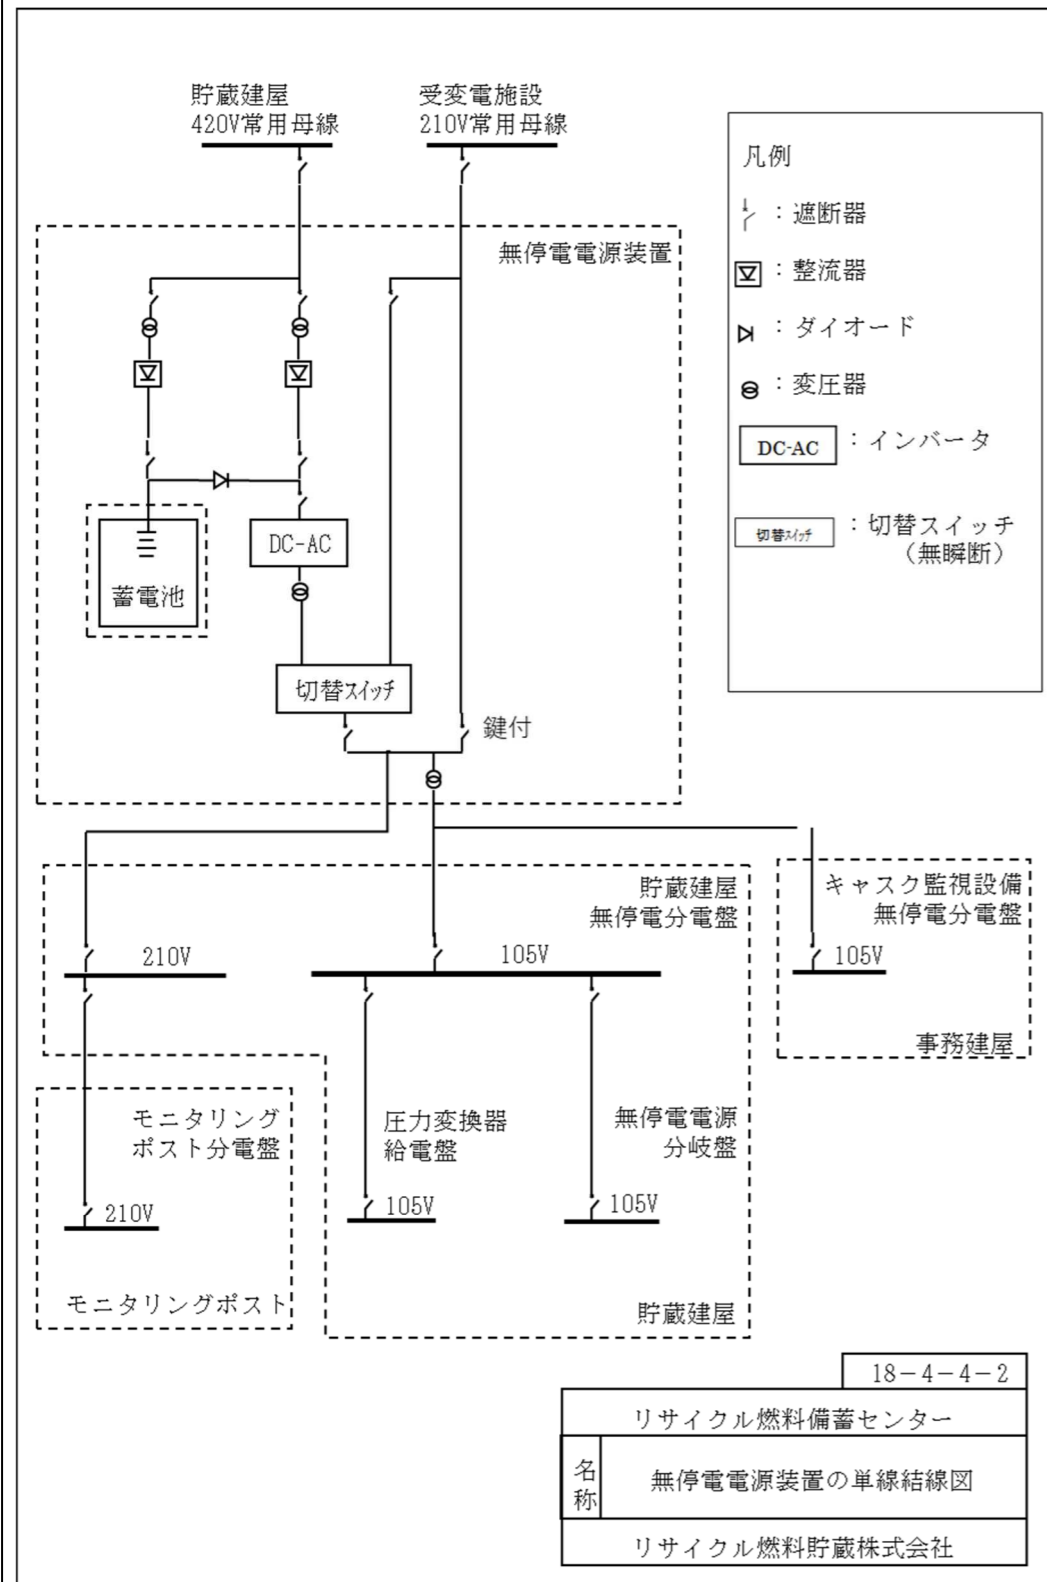 貯蔵建屋
420V常用母線
受変電施設
210V常用母線
凡例
：遮断器
：整流器
：ダイオード
：変圧器
DC-AC
：インバータ
切替スイッチ
：切替スイッチ
（無瞬断）
無停電電源装置
DC-AC
蓄電池
切替スイッチ
鍵付
貯蔵建屋
無停電分電盤
キャスク監視設備
無停電分電盤
210V
105V
105V
事務建屋
モニタリング
ポスト分電盤
圧力変換器
給電盤
無停電電源
分岐盤
210V
105V
105V
モニタリングポスト
貯蔵建屋
18－4－4－2
リサイクル燃料備蓄センター
名称
無停電電源装置の単線結線図
リサイクル燃料貯蔵株式会社